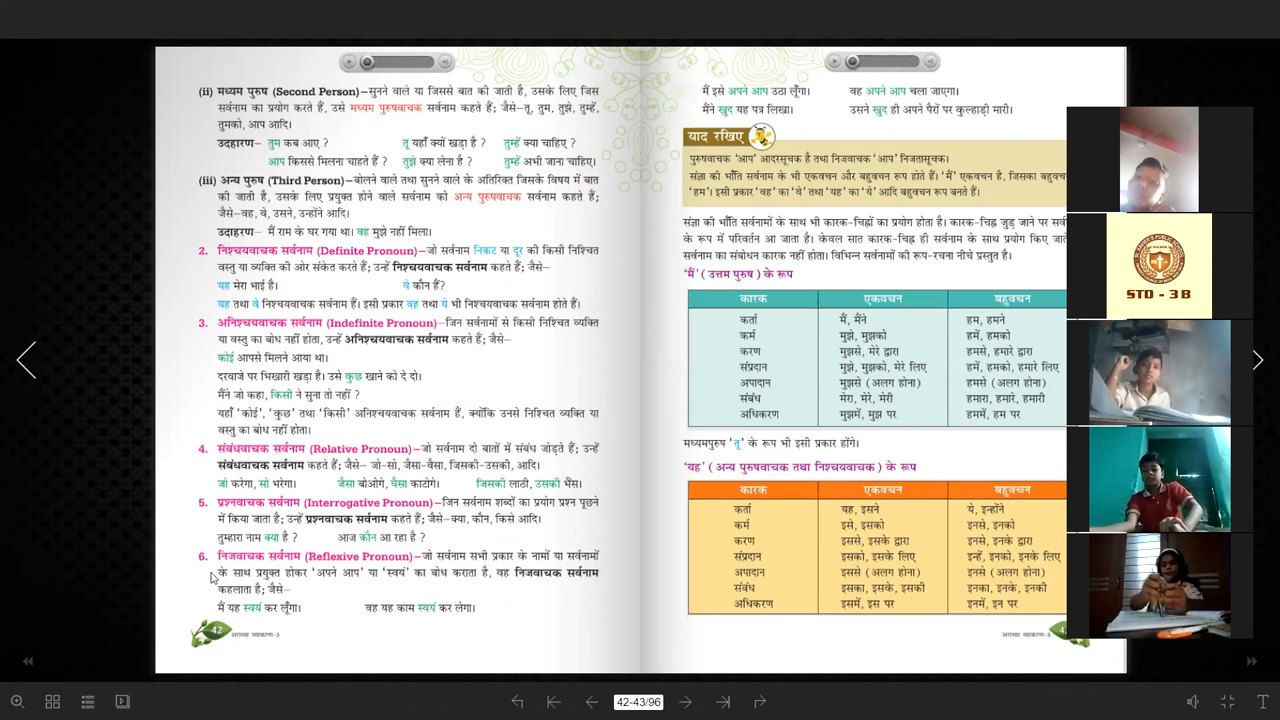 (ii) मध्यम पुरुष (Second Person)–सुनने वाले या जिससे बात की जाती है, उसके लिए जिस
सर्वनाम का प्रयोग करते हैं, उसे मध्यम पुरुषवाचक सर्वनाम कहते हैं; जैसे–तू, तुम, तुझे, तुम्हें,
तुमको, आप आदि।
उदाहरण– तुम कब आए ? तू यहाँ क्यों खड़ा है ? तुम्हें क्या चाहिए ?
आप किससे मिलना चाहते हैं ? तुझे क्या लेना है ? तुम्हें अभी जाना चाहिए।
(iii) अन्य पुरुष (Third Person)–बोलने वाले तथा सुनने वाले के अतिरिक्त जिसके विषय में बात
की जाती है, उसके लिए प्रयुक्त होने वाले सर्वनाम को अन्य पुरुषवाचक सर्वनाम कहते हैं;
जैसे–वह, वे, उसने, उन्होंने आदि।
उदाहरण– मैं राम के घर गया था। वह मुझे नहीं मिला।
2. निश्चयवाचक सर्वनाम (Definite Pronoun)–जो सर्वनाम निकट या दूर की किसी निश्चित
वस्तु या व्यक्ति की ओर संकेत करते हैं; उन्हें निश्चयवाचक सर्वनाम कहते हैं; जैसे–
यह मेरा भाई है। वे कौन हैं?
यह तथा वे निश्चयवाचक सर्वनाम हैं। इसी प्रकार वह तथा ये भी निश्चयवाचक सर्वनाम होते हैं।
3. अनिश्चयवाचक सर्वनाम (Indefinite Pronoun)–जिन सर्वनामों से किसी निश्चित व्यक्ति
या वस्तु का बोध नहीं होता, उन्हें अनिश्चयवाचक सर्वनाम कहते हैं; जैसे–
कोई आपसे मिलने आया था।
दरवाजे पर भिखारी खड़ा है। उसे कुछ खाने को दे दो।
मैंने जो कहा, किसी ने सुना तो नहीं ?
यहाँ ‘कोई’, ‘कुछ’ तथा ‘किसी’ अनिश्चयवाचक सर्वनाम हैं, क्योंकि उनसे निश्चित व्यक्ति या
वस्तु का बोध नहीं होता।
4. संबंधवाचक सर्वनाम (Relative Pronoun)–जो सर्वनाम दो बातों में संबंध जोड़ते हैं; उन्हें
संबंधवाचक सर्वनाम कहते हैं; जैसे– जो-सो, जैसा-वैसा, जिसकी-उसकी, आदि।
जो करेगा, सो भरेगा। जैसा बोओगे, वैसा काटोगे। जिसकी लाठी, उसकी भैंस।
5. प्रश्नवाचक सर्वनाम (Interrogative Pronoun)–जिन सर्वनाम शब्दों का प्रयोग प्रश्न पूछने
में किया जाता है; उन्हें प्रश्नवाचक सर्वनाम कहते हैं; जैसे–क्या, कौन, किसे आदि।
तुम्हारा नाम क्या है ? आज कौन आ रहा है ?
6. निजवाचक सर्वनाम (Reflexive Pronoun)–जो सर्वनाम सभी प्रकार के नामों या सर्वनामों
के साथ प्रयुक्त होकर ‘अपने आप’ या ‘स्वयं’ का बोध कराता है, वह निजवाचक सर्वनाम
कहलाता है; जैसे–
मैं यह स्वयं कर लूँगा। वह यह काम स्वयं कर लेगा।
42 अराध्या व्याकरण-3
मैं इसे अपने आप उठा लूँगा। वह अपने आप चला जाएगा।
मैंने खुद यह पत्र लिखा। उसने खुद ही अपने पैरों पर कुल्हाड़ी मारी।
याद रखिए
पुरुषवाचक ‘आप’ आदरसूचक है तथा निजवाचक ‘आप’ निजतासूचक।
संज्ञा की भाँति सर्वनाम के भी एकवचन और बहुवचन रूप होते हैं। ‘मैं’ एकवचन है, जिसका बहुवच
‘हम’। इसी प्रकार ‘वह’ का ‘वे’ तथा ‘यह’ का ‘ये’ आदि बहुवचन रूप बनते हैं।
संज्ञा की भाँति सर्वनामों के साथ भी कारक-चिह्नों का प्रयोग होता है। कारक-चिह्न जुड़ जाने पर सर्व
के रूप में परिवर्तन आ जाता है। केवल सात कारक-चिह्न ही सर्वनाम के साथ प्रयोग किए जात
सर्वनाम का संबोधन कारक नहीं होता। विभिन्न सर्वनामों की रूप-रचना नीचे प्रस्तुत है।
‘मैं’ ( उत्तम पुरुष ) के रूप
कारक एकवचन बहुवचन
कर्ता मैं, मैंने हम, हमने
कर्म मुझे, मुझको हमें, हमको
करण मुझसे, मेरे द्वारा हमसे, हमारे द्वारा
संप्रदान मुझे, मुझको, मेरे लिए हमें, हमको, हमारे लिए
अपादान मुझसे (अलग होना) हमसे (अलग होना)
संबंध मेरा, मेरे, मेरी हमारा, हमारे, हमारी
अधिकरण मुझमें, मुझ पर हममें, हम पर
मध्यमपुरुष ‘तू’ के रूप भी इसी प्रकार होंगे।
‘यह’ ( अन्य पुरुषवाचक तथा निश्चयवाचक ) के रूप
कारक एकवचन बहुवचन
कर्ता यह, इसने ये, इन्होंने
कर्म इसे, इसको इनसे, इनको
करण इससे, इसके द्वारा इनसे, इनके द्वारा
संप्रदान इसको, इसके लिए इन्हें, इनको, इनके लिए
अपादान इससे (अलग होना) इनसे (अलग होना)
संबंध इसका, इसके, इसकी इनका, इनके, इनकी
अधिकरण इसमें, इस पर इनमें, इन पर
अराध्या व्याकरण-3
STD - 3 B
42-43/96